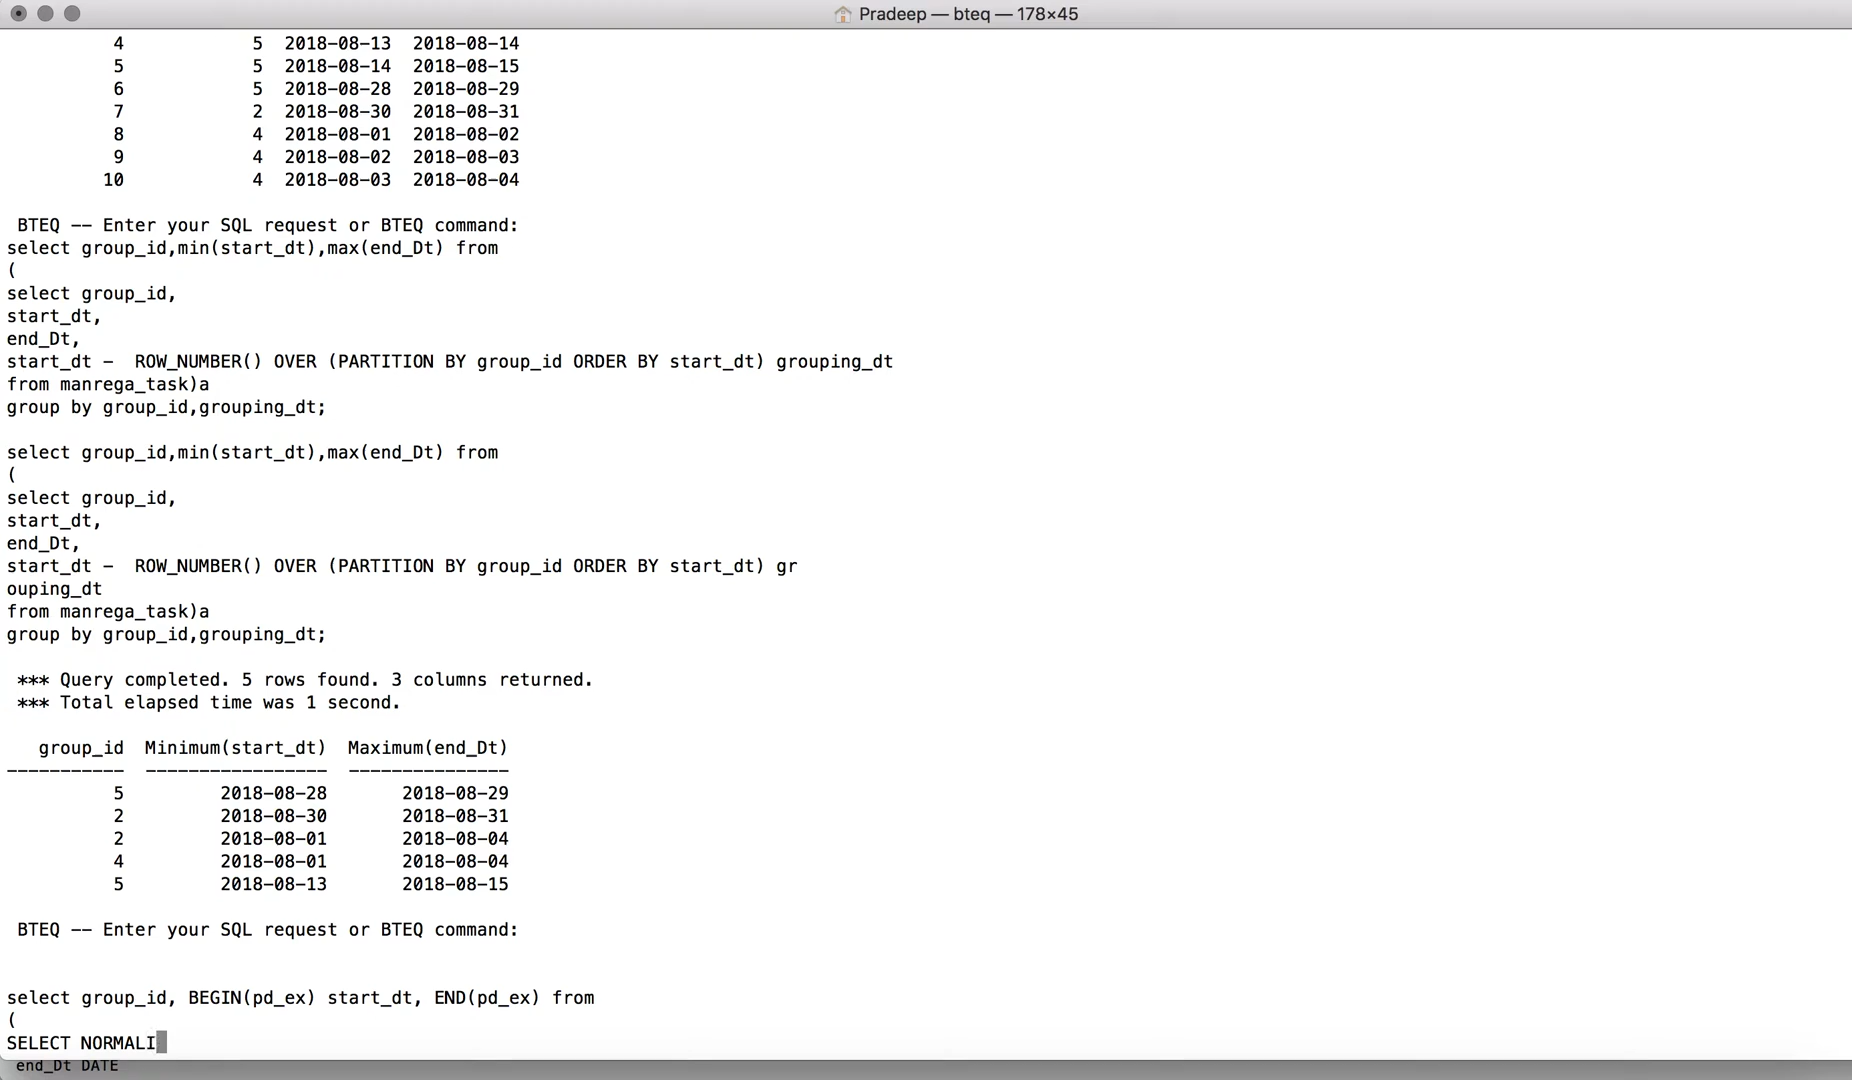 Pradeep — bteq — 178×45
4 5 2018-08-13 2018-08-14
5 5 2018-08-14 2018-08-15
6 5 2018-08-28 2018-08-29
7 2 2018-08-30 2018-08-31
8 4 2018-08-01 2018-08-02
9 4 2018-08-02 2018-08-03
10 4 2018-08-03 2018-08-04
BTEQ -- Enter your SQL request or BTEQ command:
select group_id,min(start_dt),max(end_Dt) from
(
select group_id,
start_dt,
end_Dt,
start_dt -  ROW_NUMBER() OVER (PARTITION BY group_id ORDER BY start_dt) grouping_dt
from manrega_task)a
group by group_id,grouping_dt;
select group_id,min(start_dt),max(end_Dt) from
(
select group_id,
start_dt,
end_Dt,
start_dt -  ROW_NUMBER() OVER (PARTITION BY group_id ORDER BY start_dt) gr
ouping_dt
from manrega_task)a
group by group_id,grouping_dt;
*** Query completed. 5 rows found. 3 columns returned.
*** Total elapsed time was 1 second.
group_id Minimum(start_dt) Maximum(end_Dt)
----------- ----------------- ---------------
5 2018-08-28 2018-08-29
2 2018-08-30 2018-08-31
2 2018-08-01 2018-08-04
4 2018-08-01 2018-08-04
5 2018-08-13 2018-08-15
BTEQ -- Enter your SQL request or BTEQ command:
select group_id, BEGIN(pd_ex) start_dt, END(pd_ex) from
(
SELECT NORMALI
end_Dt DATE